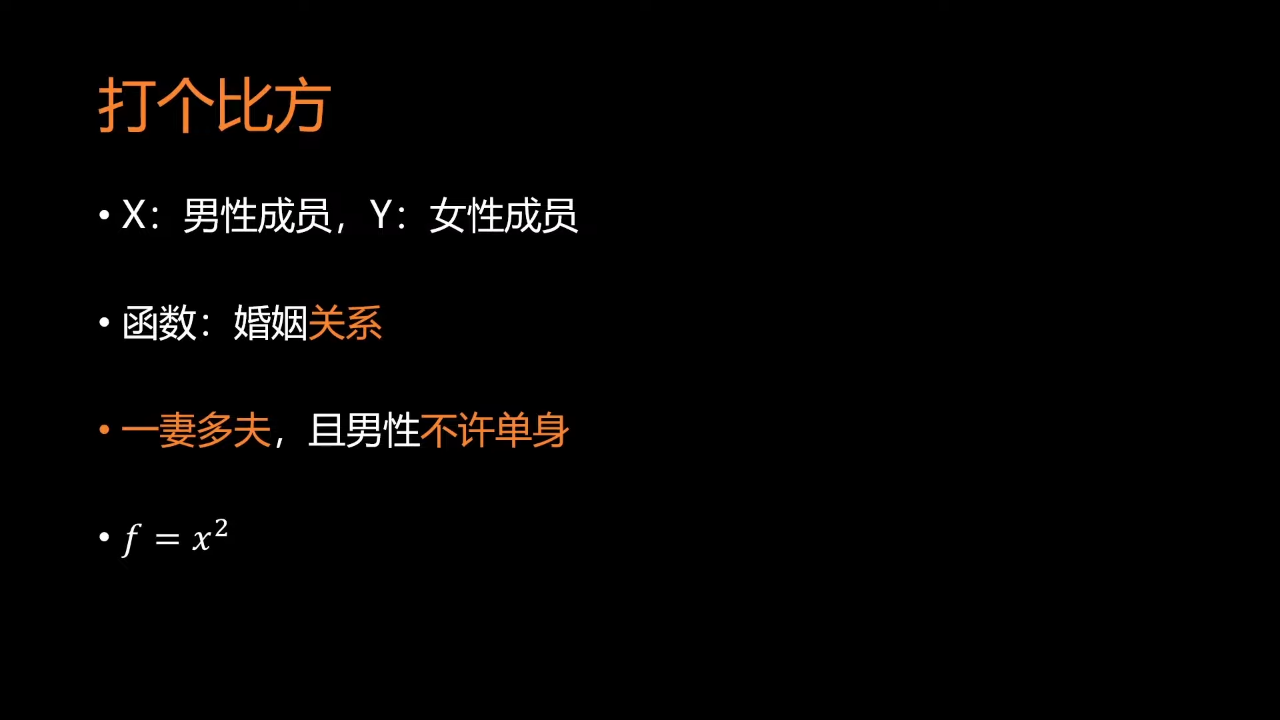 打个比方
• X：男性成员，Y：女性成员
• 函数：婚姻关系
• 一妻多夫，且男性不许单身
• 𝑓 = 𝑥²